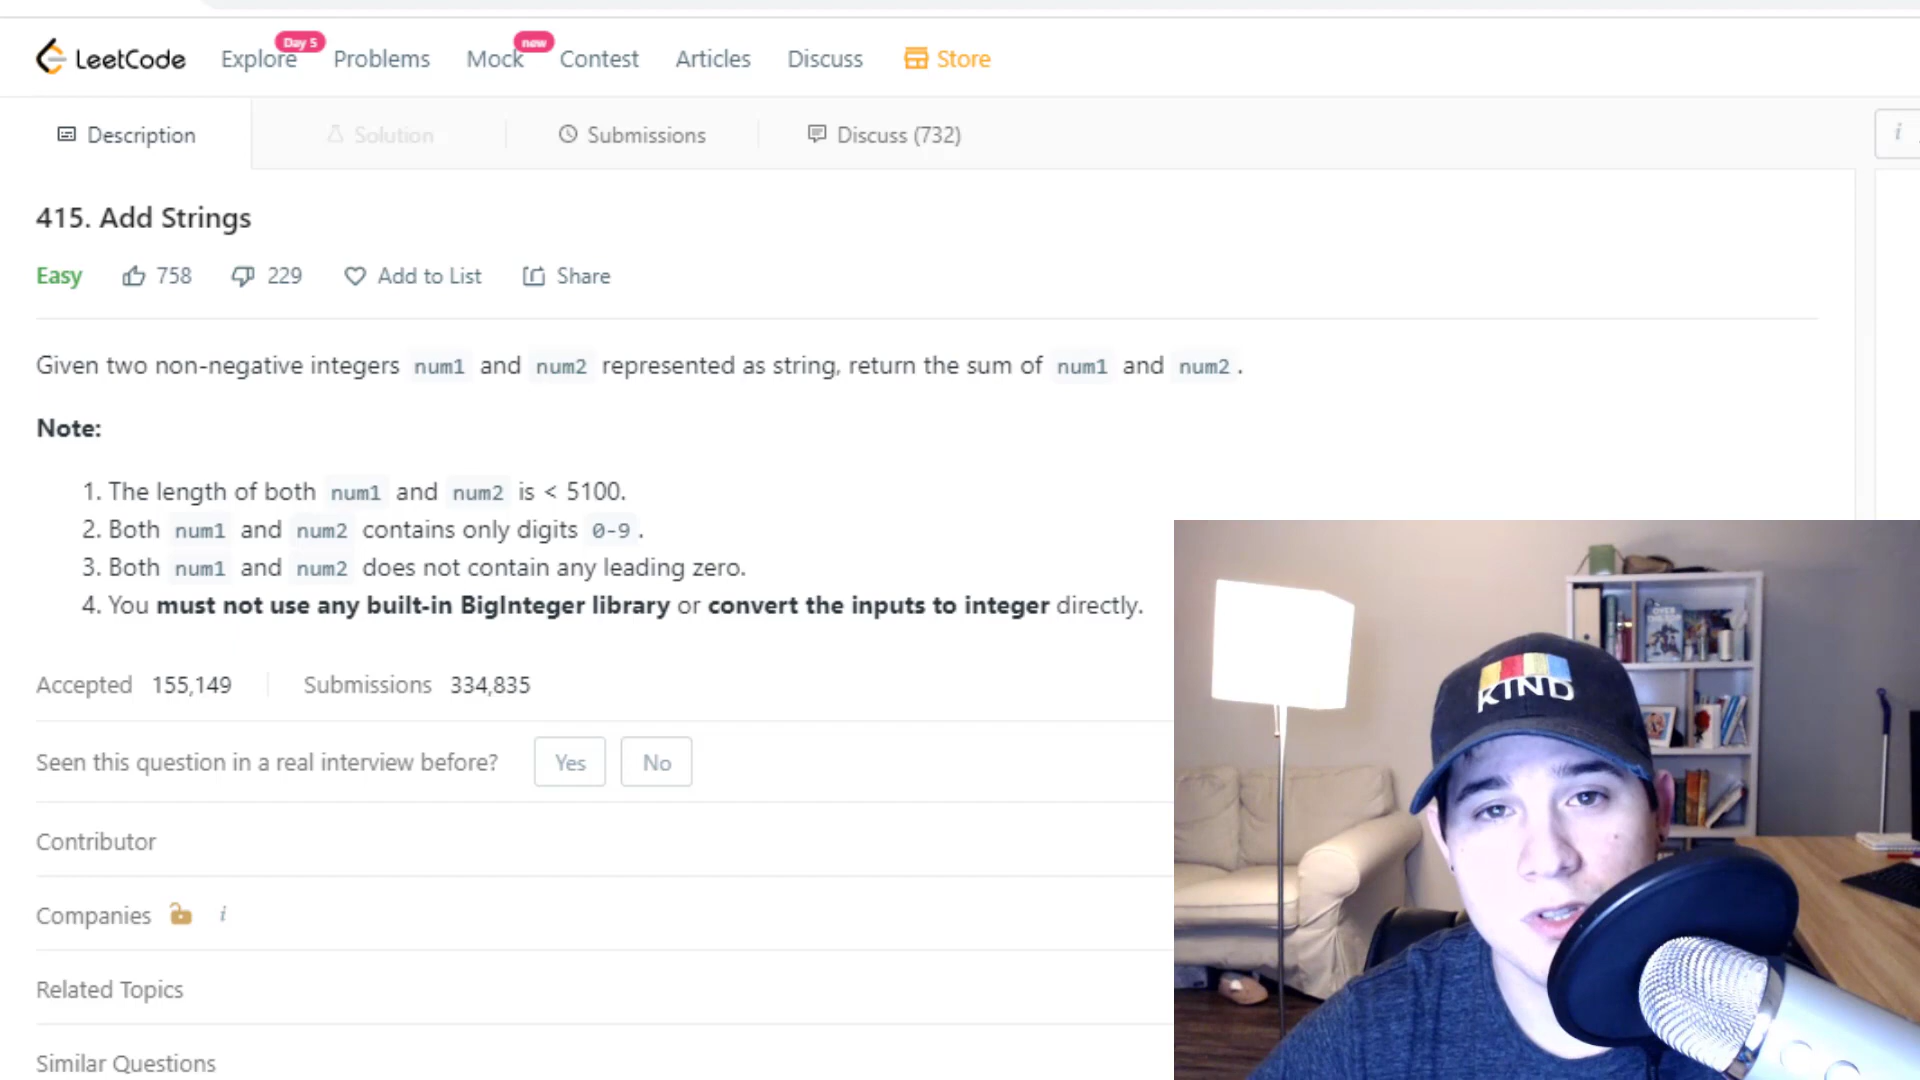 LeetCode Explore Day 5 Problems Mock new Contest Articles Discuss Store
Description Solution Submissions Discuss (732) i
415. Add Strings
Easy 758 229 Add to List Share
Given two non-negative integers num1 and num2 represented as string, return the sum of num1 and num2.
Note:
1. The length of both num1 and num2 is < 5100.
2. Both num1 and num2 contains only digits 0-9.
3. Both num1 and num2 does not contain any leading zero.
4. You must not use any built-in BigInteger library or convert the inputs to integer directly.
Accepted 155,149 Submissions 334,835
Seen this question in a real interview before? Yes No
Contributor
Companies i
Related Topics
Similar Questions
KIND